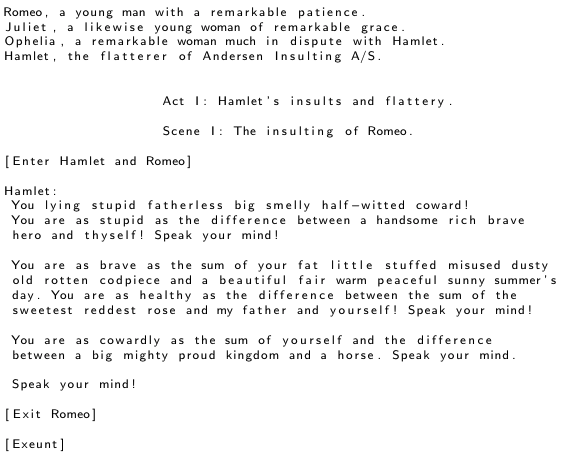 Romeo, a young man with a remarkable patience.
Juliet, a likewise young woman of remarkable grace.
Ophelia, a remarkable woman much in dispute with Hamlet.
Hamlet, the flatterer of Andersen Insulting A/S.
Act I: Hamlet's insults and flattery.
Scene I: The insulting of Romeo.
[Enter Hamlet and Romeo]
Hamlet:
You lying stupid fatherless big smelly half-witted coward!
You are as stupid as the difference between a handsome rich brave
hero and thyself! Speak your mind!
You are as brave as the sum of your fat little stuffed misused dusty
old rotten codpiece and a beautiful fair warm peaceful sunny summer's
day. You are as healthy as the difference between the sum of the
sweetest reddest rose and my father and yourself! Speak your mind!
You are as cowardly as the sum of yourself and the difference
between a big mighty proud kingdom and a horse. Speak your mind.
Speak your mind!
[Exit Romeo]
[Exeunt]